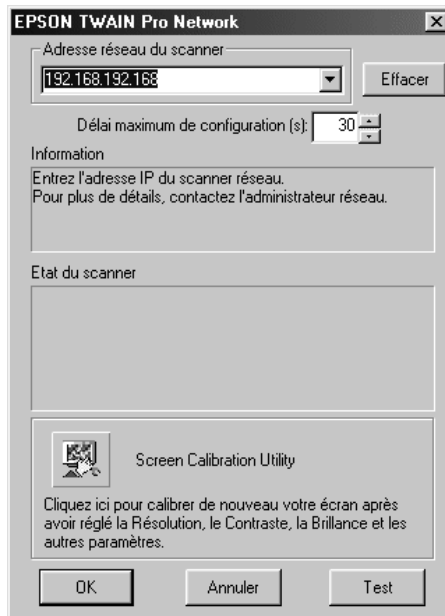 EPSON TWAIN Pro Network
Adresse réseau du scanner
192.168.192.168
Effacer
Délai maximum de configuration (s): 30
Information
Entrez l'adresse IP du scanner réseau.
Pour plus de détails, contactez l'administrateur réseau.
Etat du scanner
Screen Calibration Utility
Cliquez ici pour calibrer de nouveau votre écran après
avoir réglé la Résolution, le Contraste, la Brillance et les
autres paramètres.
OK
Annuler
Test